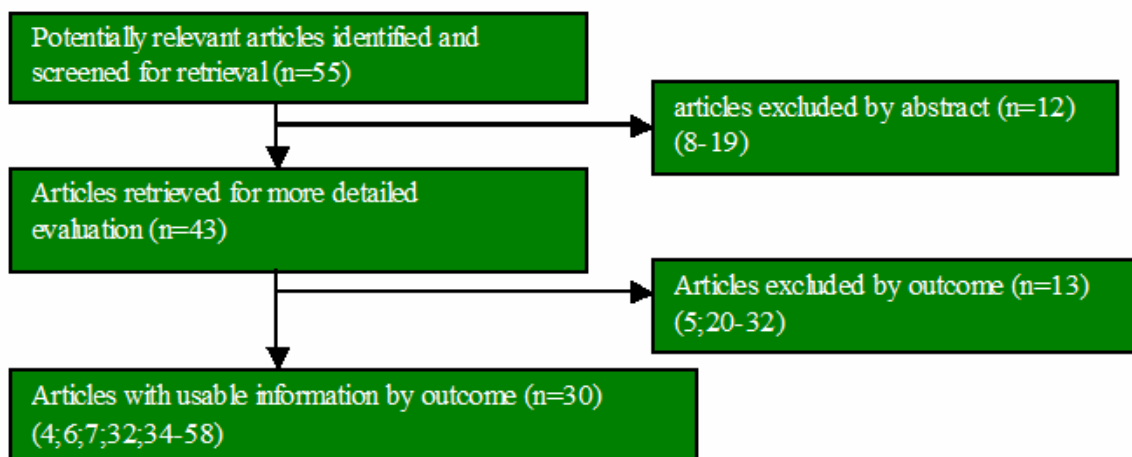 Potentially relevant articles identified and
screened for retrieval (n=55)
articles excluded by abstract (n=12)
(8-19)
Articles retrieved for more detailed
evaluation (n=43)
Articles excluded by outcome (n=13)
(5;20-32)
Articles with usable information by outcome (n=30)
(4;6;7;32;34-58)